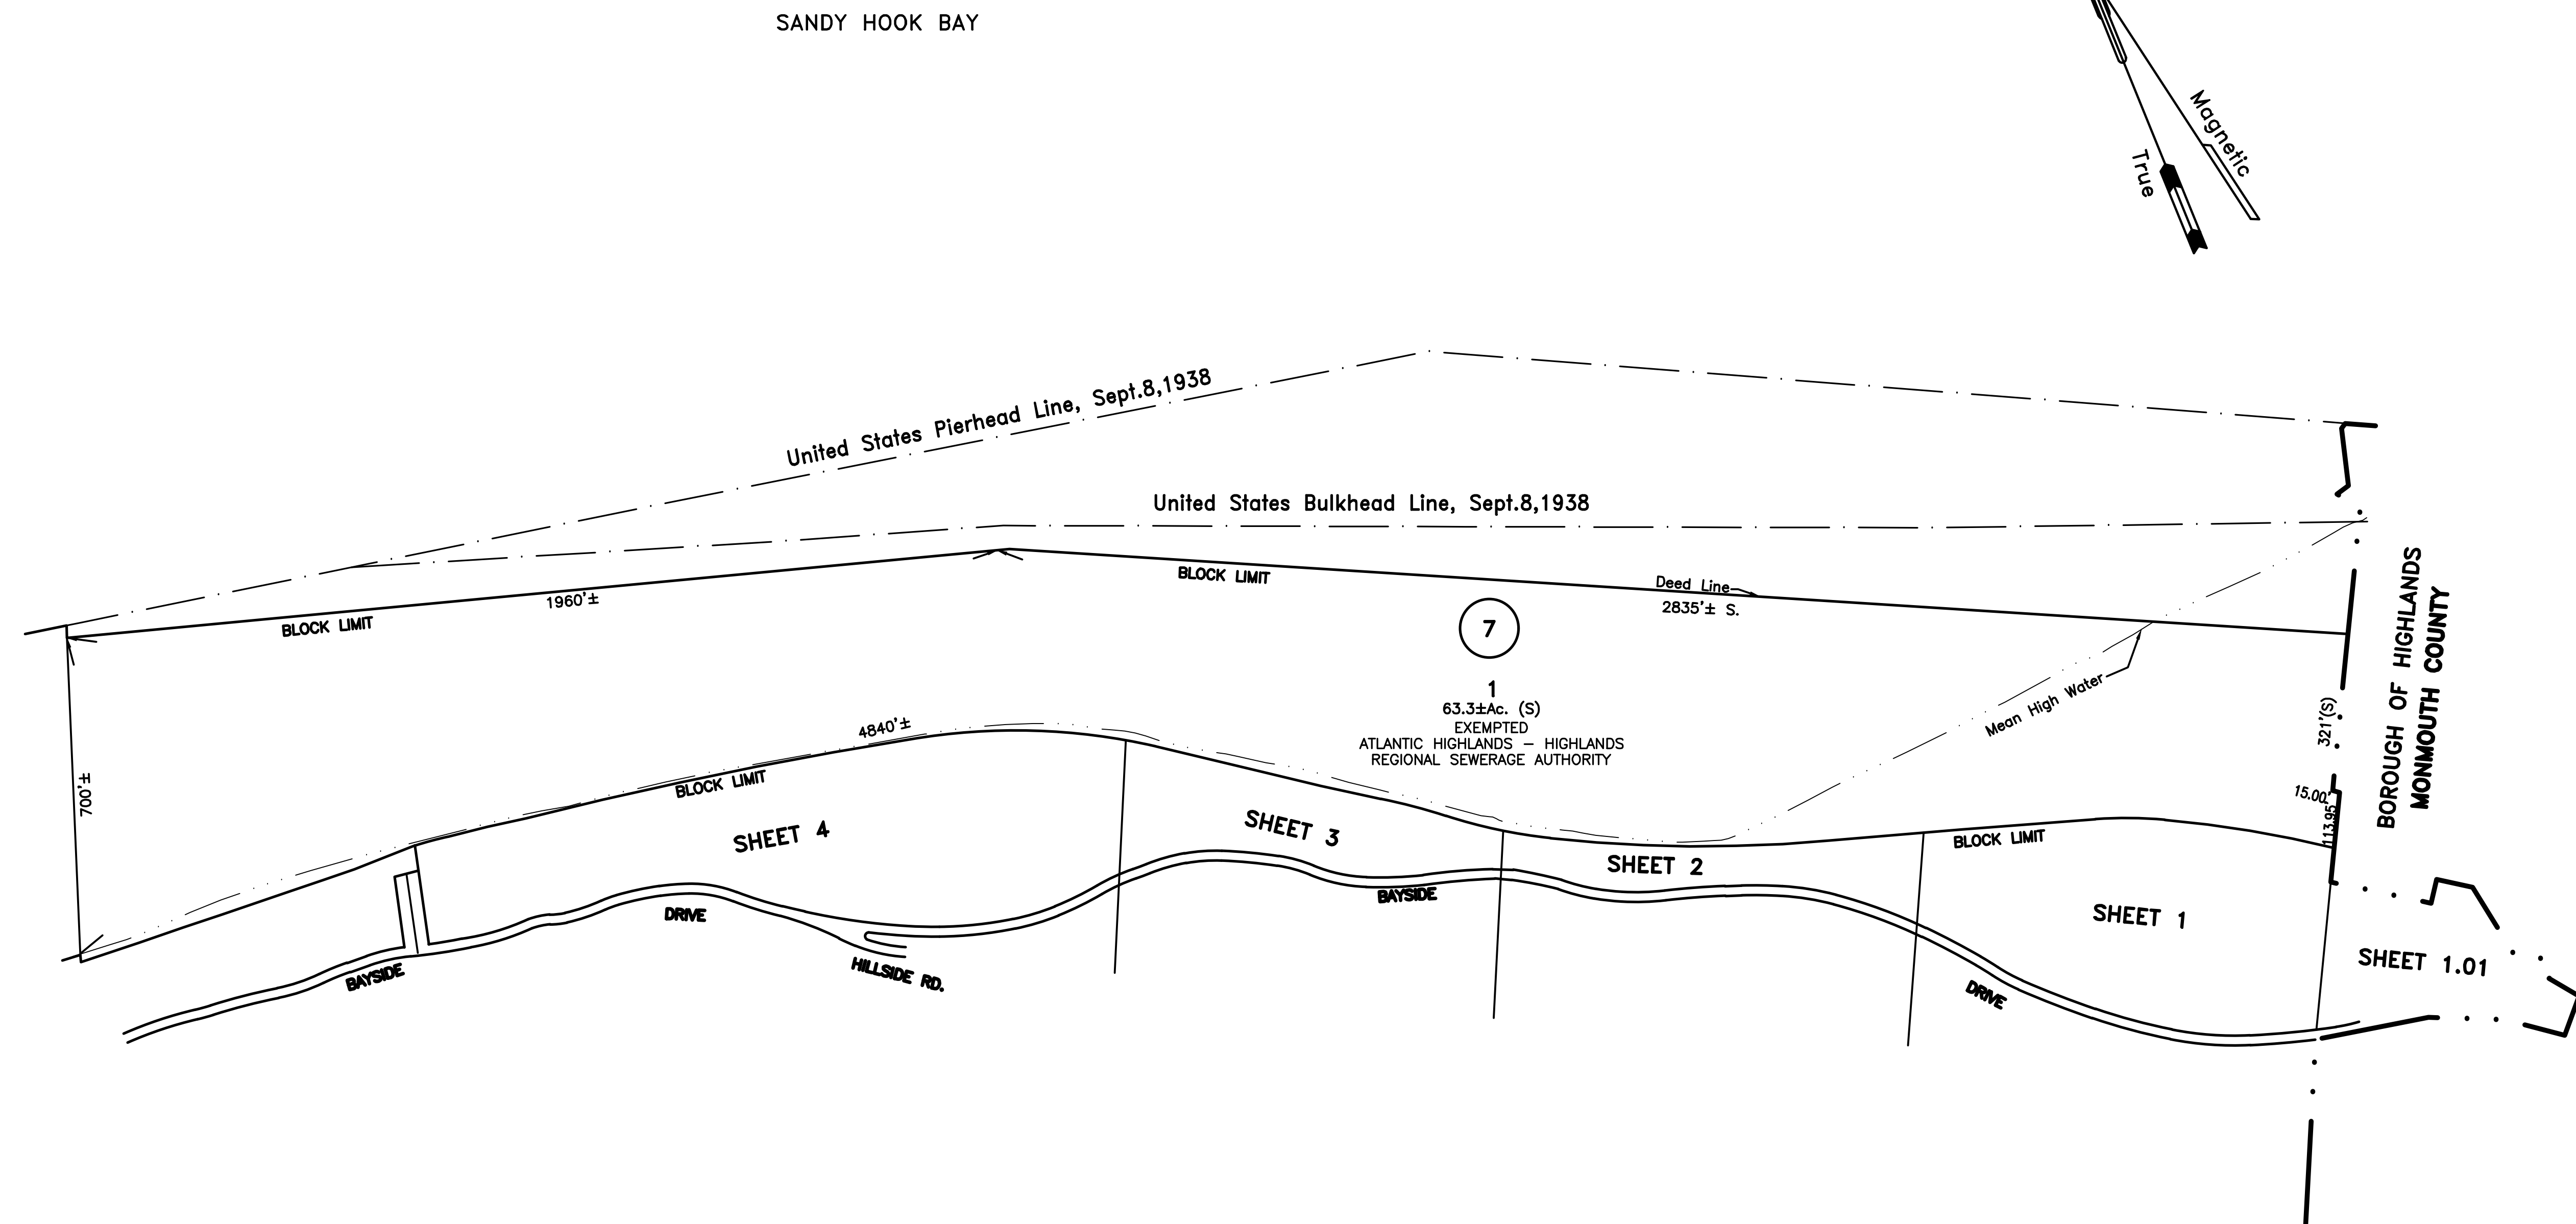 SANDY HOOK BAY
Magnetic
True
United States Pierhead Line, Sept.8,1938
United States Bulkhead Line, Sept.8,1938
BLOCK LIMIT
Deed Line
1960'±
2835'± S.
BLOCK LIMIT
7
1
63.3±Ac. (S)
EXEMPTED
ATLANTIC HIGHLANDS – HIGHLANDS
REGIONAL SEWERAGE AUTHORITY
Mean High Water
BOROUGH OF HIGHLANDS
MONMOUTH COUNTY
321'(S)
15.00'
113.95'
4840'±
700'±
BLOCK LIMIT
SHEET 4
SHEET 3
SHEET 2
BLOCK LIMIT
SHEET 1
SHEET 1.01
BAYSIDE
DRIVE
HILLSIDE RD.
BAYSIDE
DRIVE